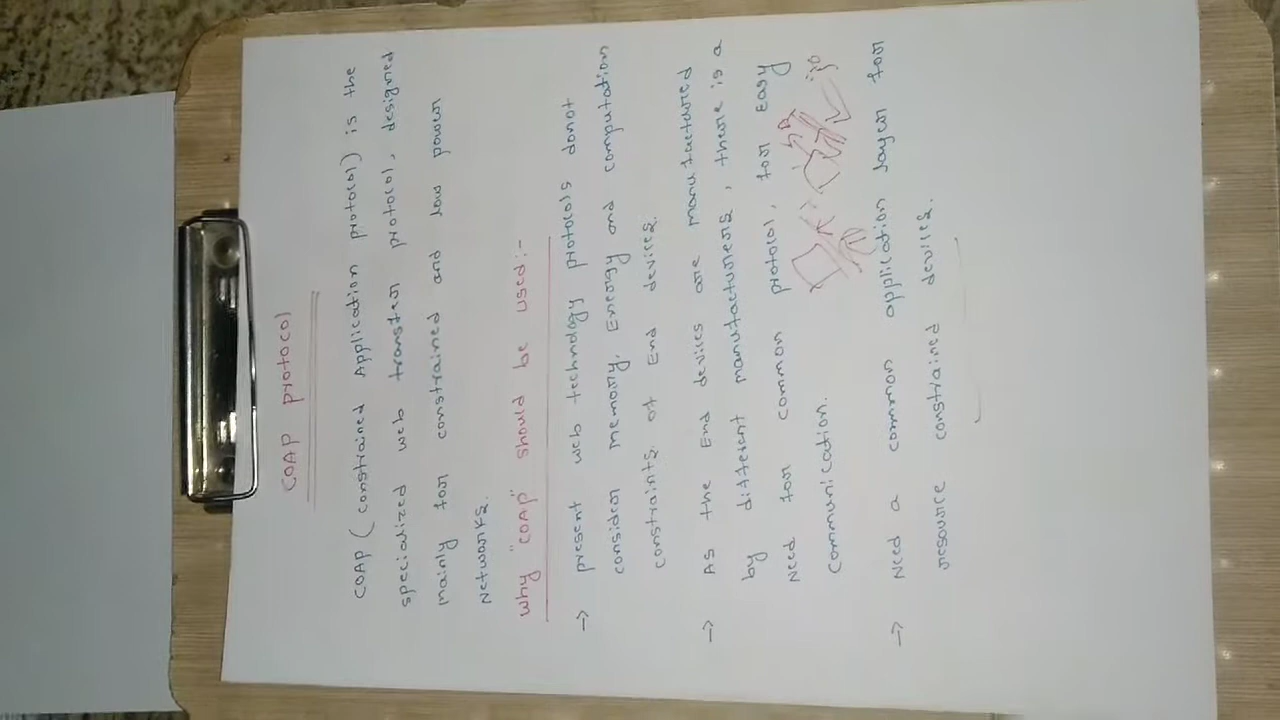 COAP protocol
COAP (constrained Application protocol) is the
specialized web transfer protocol, designed
mainly for constrained and low power
Networks.
why "COAP" should be used:-
→ present web technology protocols donot
consider memory, Energy and computation
constraints of End devices.
→ As the End devices are manufactured
by different manufacturers, there is a
Need for common protocol, for Easy
Communication.
→ Need a common application layer for
resource constrained devices.